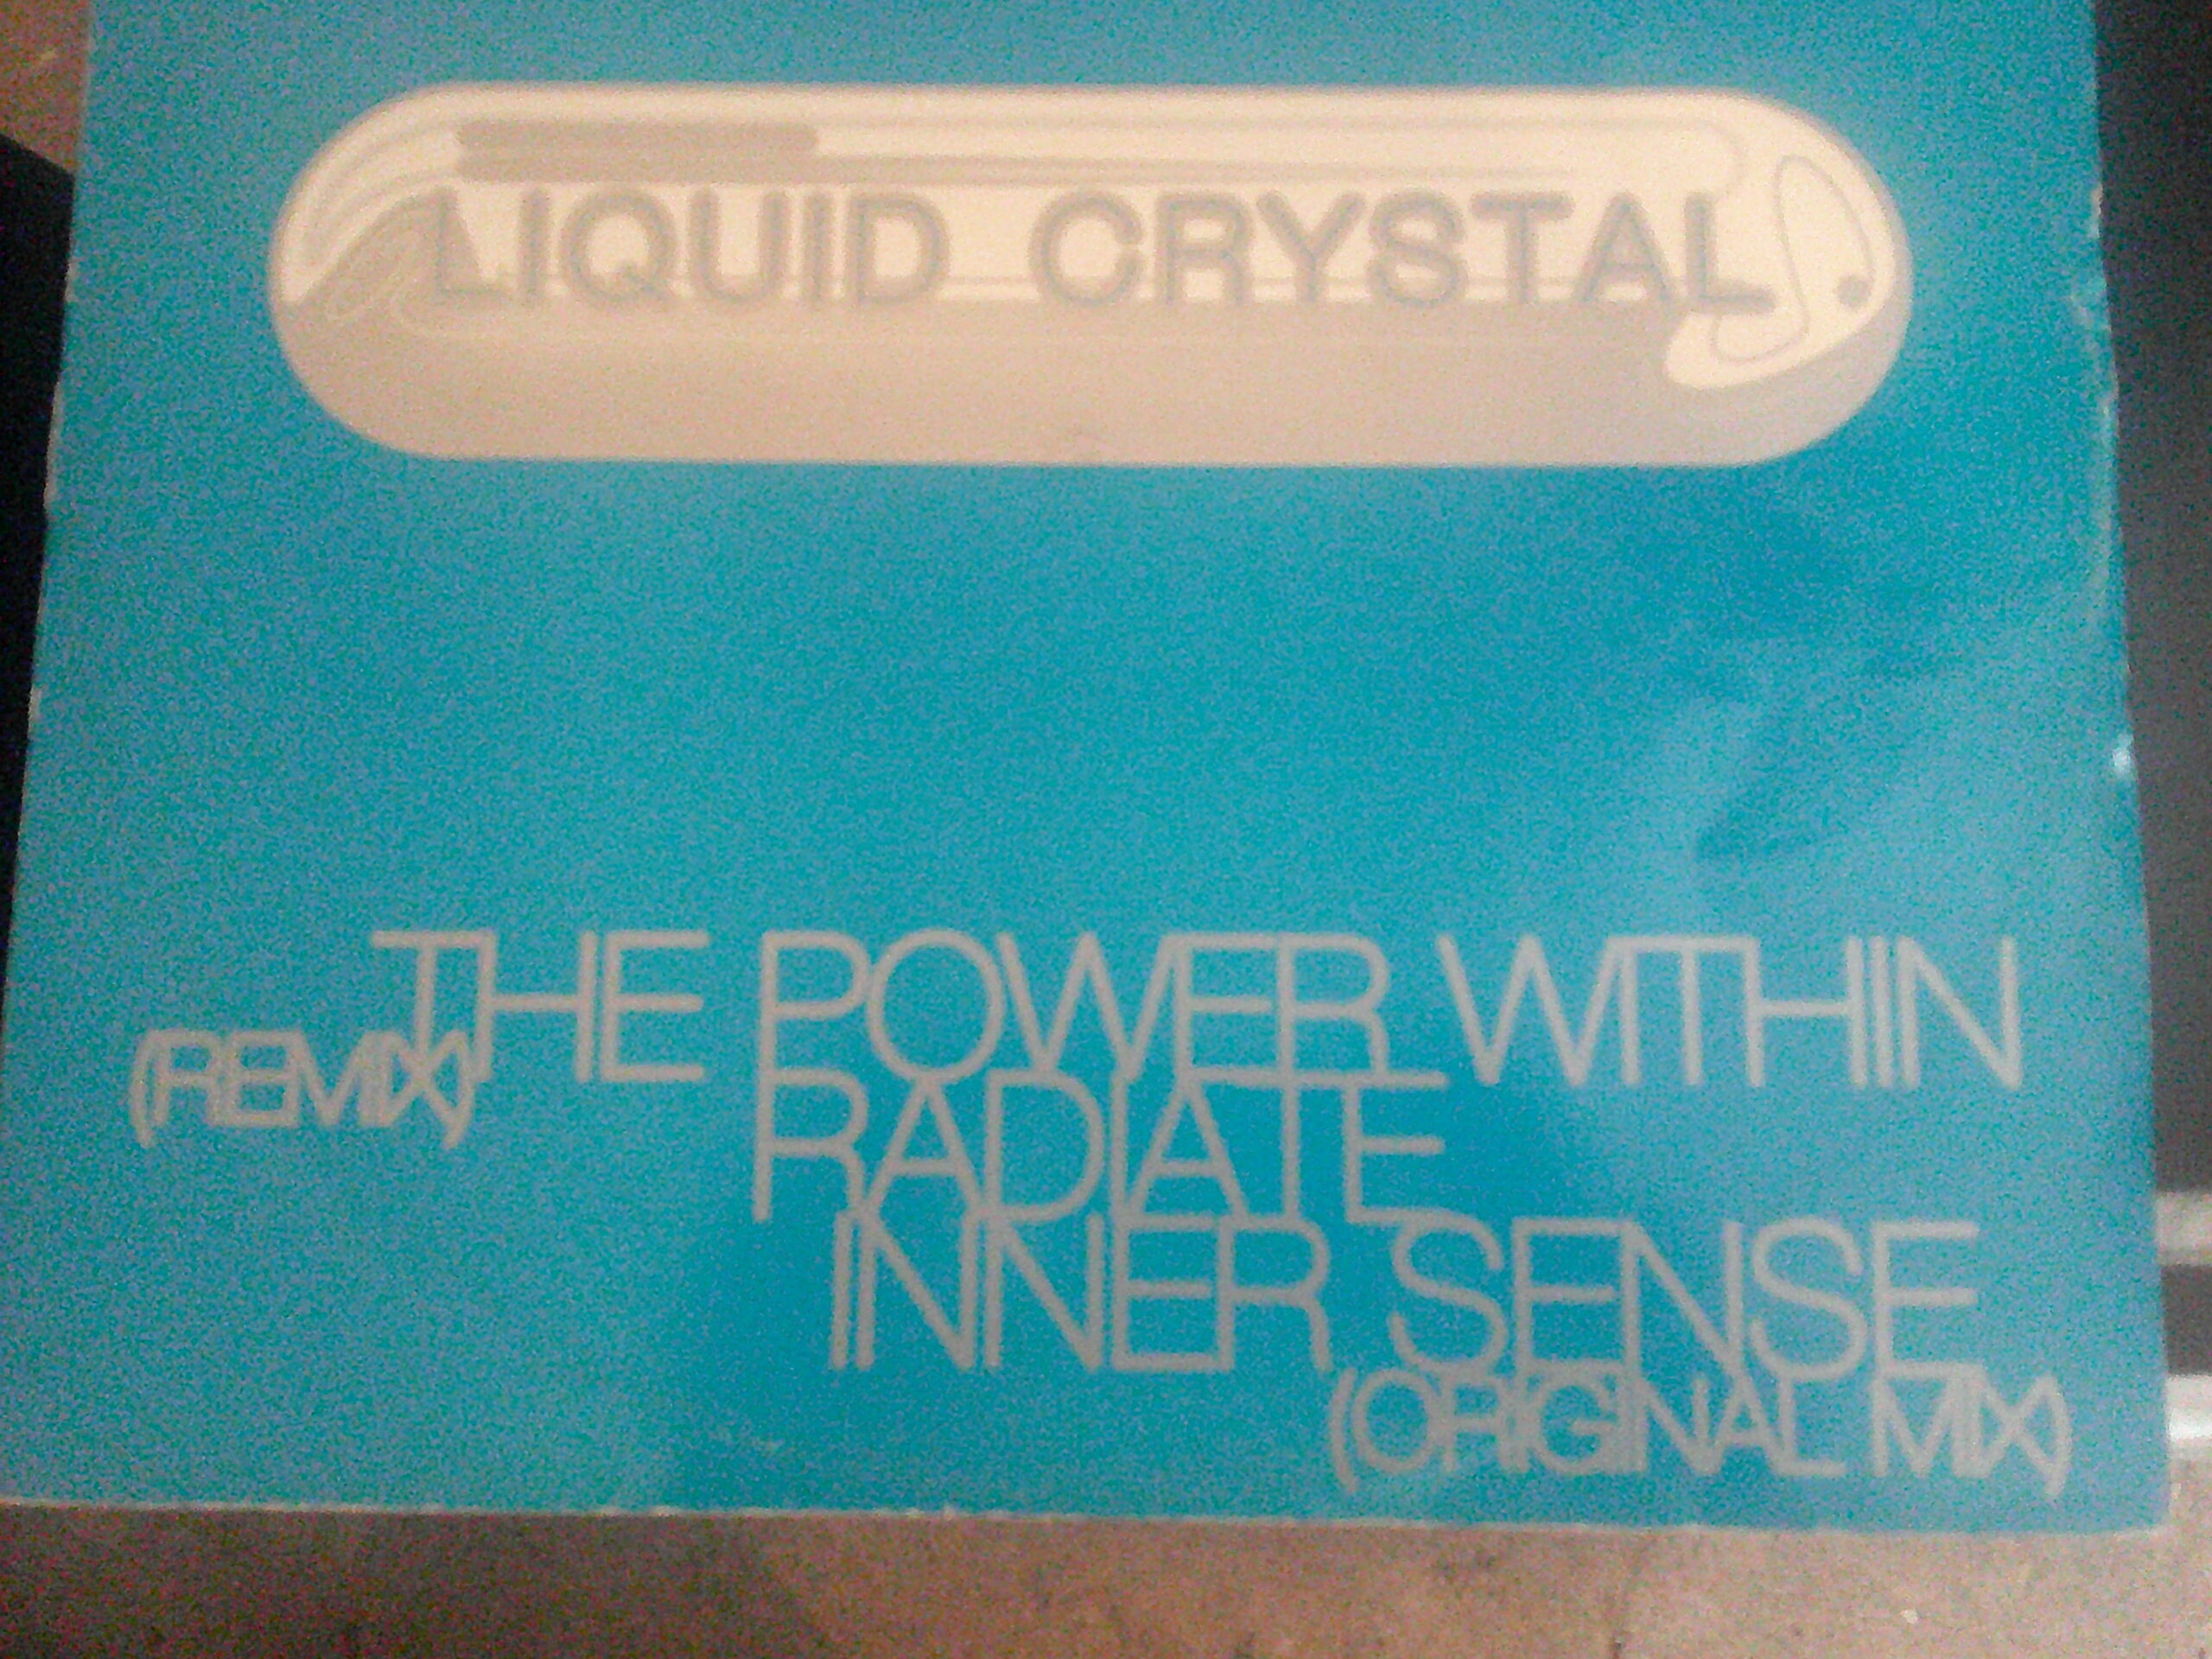 LIQUID CRYSTAL
THE POWER WITHIN
(REMIX)
RADIATE
INNER SENSE
(ORIGINAL MIX)